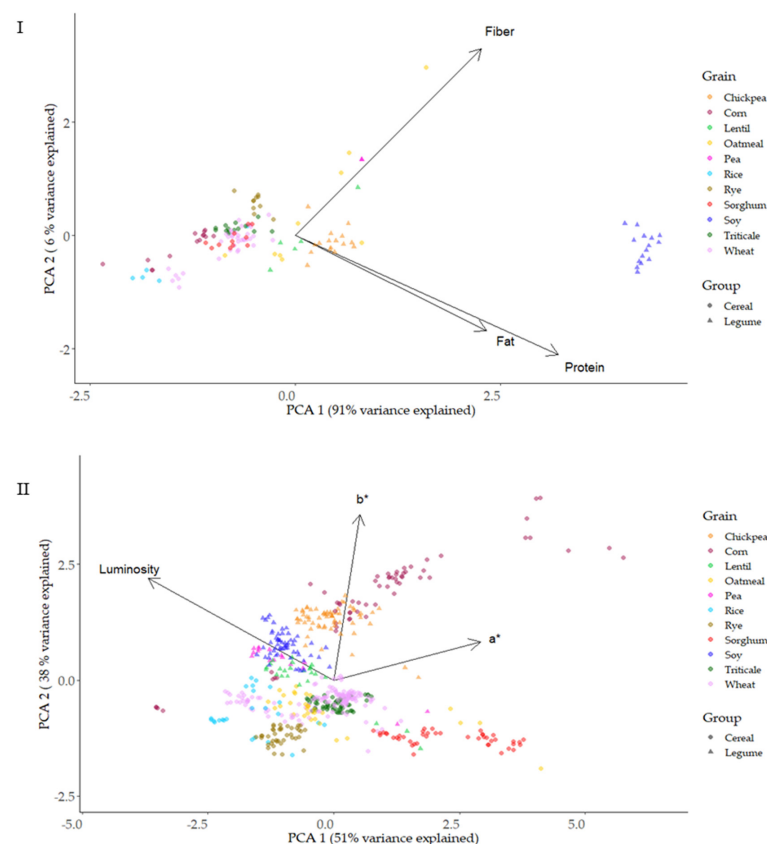 I
Fiber
2
0
-2
PCA 2 ( 6 % variance explained)
Fat
Protein
-2.5
0.0
2.5
PCA 1 (91% variance explained)
Grain
Chickpea
Corn
Lentil
Oatmeal
Pea
Rice
Rye
Sorghum
Soy
Triticale
Wheat
Group
Cereal
Legume
II
b*
Luminosity
a*
2.5
0.0
-2.5
PCA 2 ( 38 % variance explained)
-5.0
-2.5
0.0
2.5
5.0
PCA 1 (51% variance explained)
Grain
Chickpea
Corn
Lentil
Oatmeal
Pea
Rice
Rye
Sorghum
Soy
Triticale
Wheat
Group
Cereal
Legume